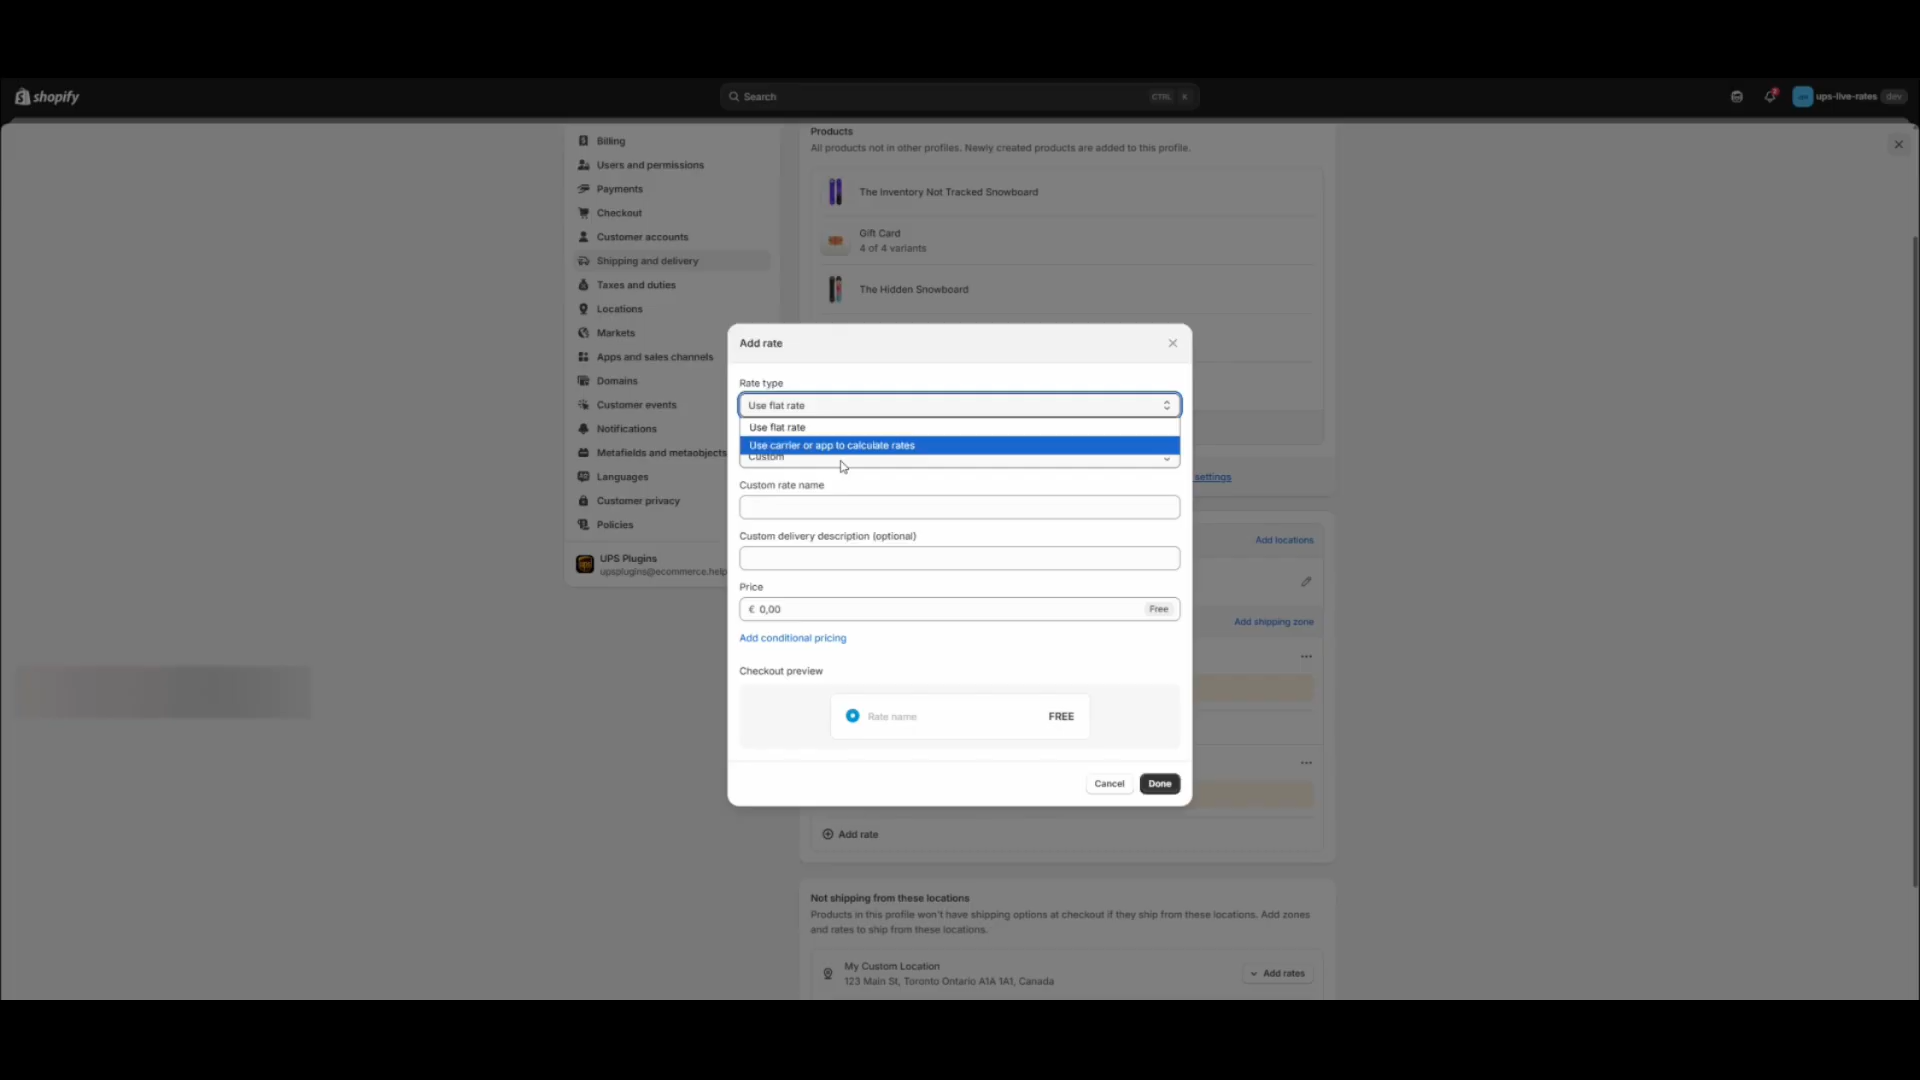 shopify
Search
CTRL K
ups-live-rates dev
Billing
Users and permissions
Payments
Checkout
Customer accounts
Shipping and delivery
Taxes and duties
Locations
Markets
Apps and sales channels
Domains
Customer events
Notifications
Metafields and metaobjects
Languages
Customer privacy
Policies
UPS Plugins
upsplugins@ecommerce.help
Products
All products not in other profiles. Newly created products are added to this profile.
The Inventory Not Tracked Snowboard
Gift Card
4 of 4 variants
The Hidden Snowboard
settings
Add locations
Add shipping zone
Add rate
Rate type
Use flat rate
Use flat rate
Use carrier or app to calculate rates
Custom
Custom rate name
Custom delivery description (optional)
Price
€ 0,00
Free
Add conditional pricing
Checkout preview
Rate name
FREE
Cancel
Done
Add rate
Not shipping from these locations
Products in this profile won't have shipping options at checkout if they ship from these locations. Add zones
and rates to ship from these locations.
My Custom Location
123 Main St, Toronto Ontario A1A 1A1, Canada
Add rates